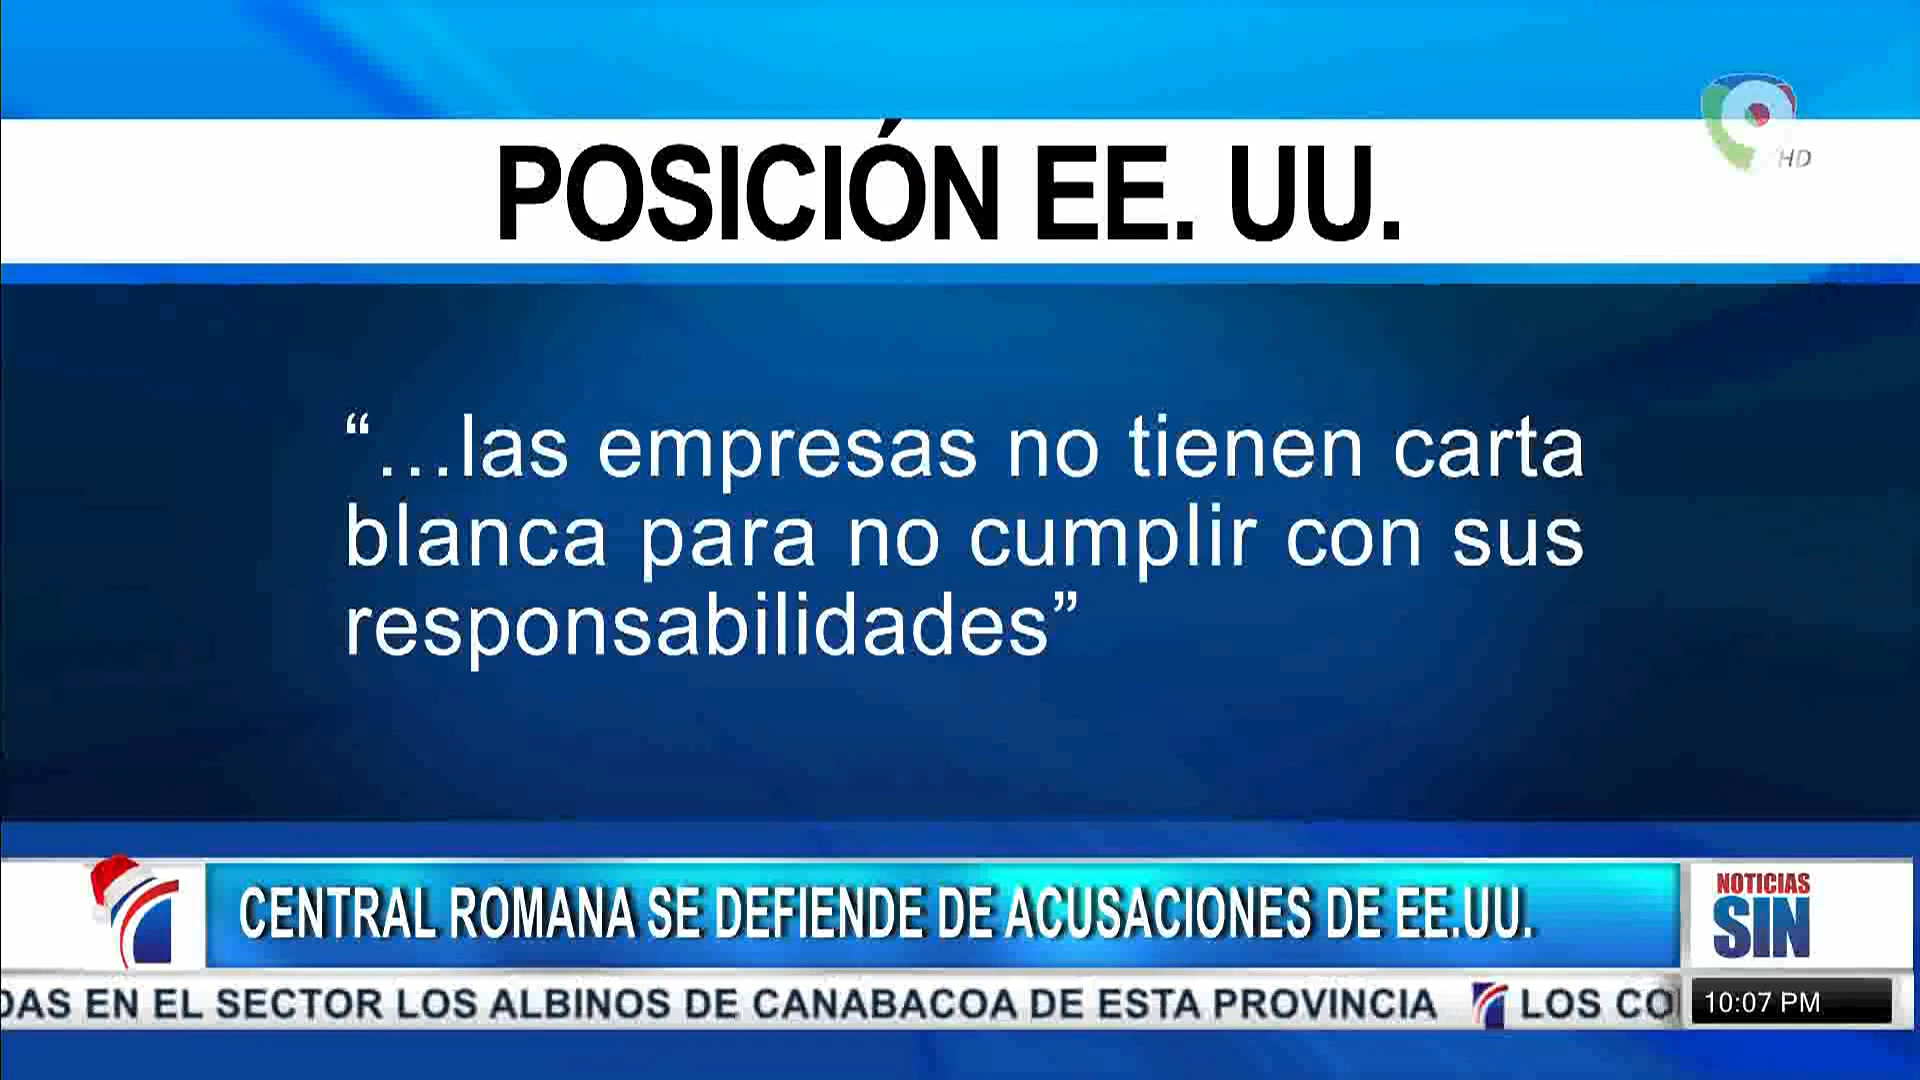 HD
POSICIÓN EE. UU.
“...las empresas no tienen carta
blanca para no cumplir con sus
responsabilidades”
CENTRAL ROMANA SE DEFIENDE DE ACUSACIONES DE EE.UU.
NOTICIAS
SIN
DAS EN EL SECTOR LOS ALBINOS DE CANABACOA DE ESTA PROVINCIA LOS CO
10:07 PM